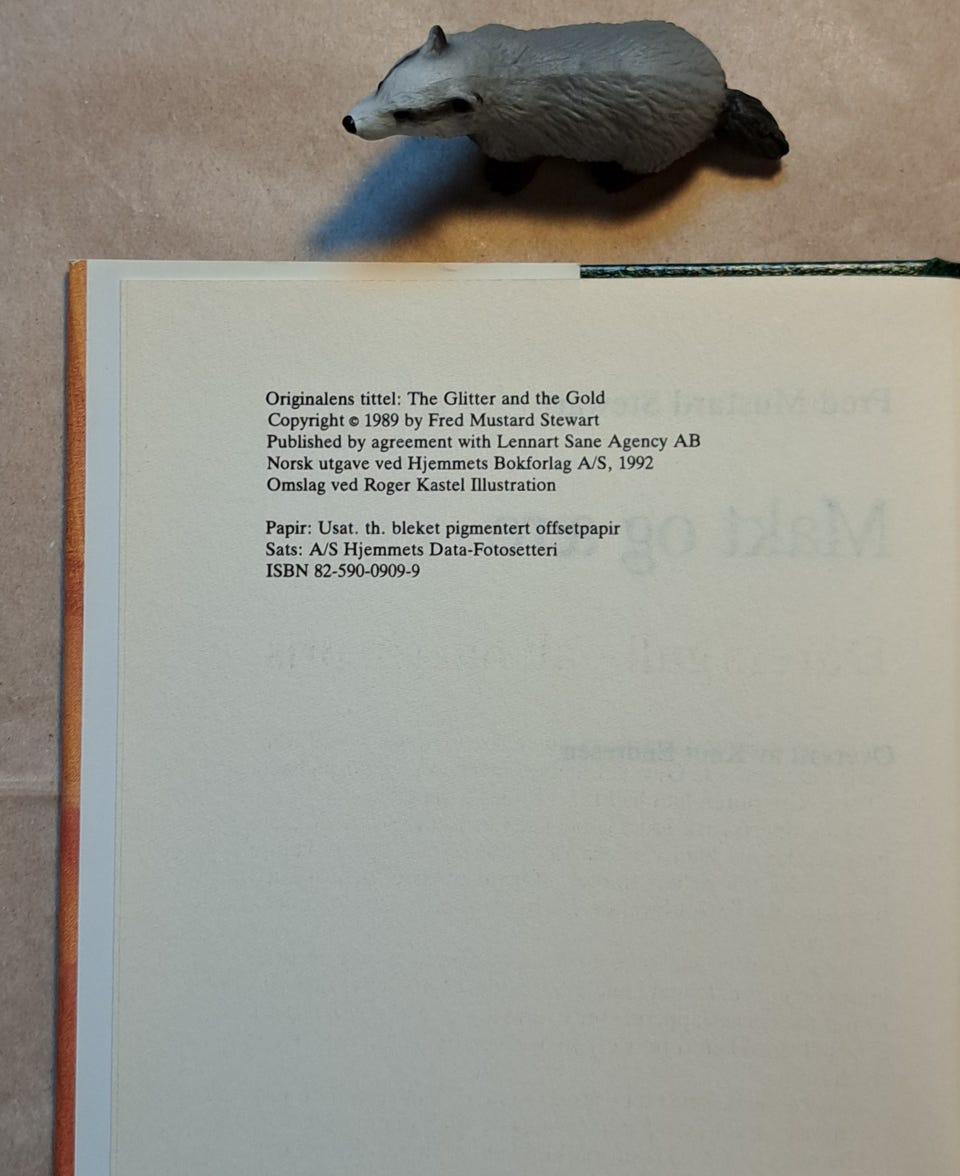 Originalens tittel: The Glitter and the Gold
Copyright © 1989 by Fred Mustard Stewart
Published by agreement with Lennart Sane Agency AB
Norsk utgave ved Hjemmets Bokforlag A/S, 1992
Omslag ved Roger Kastel Illustration
Papir: Usat. th. bleket pigmentert offsetpapir
Sats: A/S Hjemmets Data-Fotosetteri
ISBN 82-590-0909-9